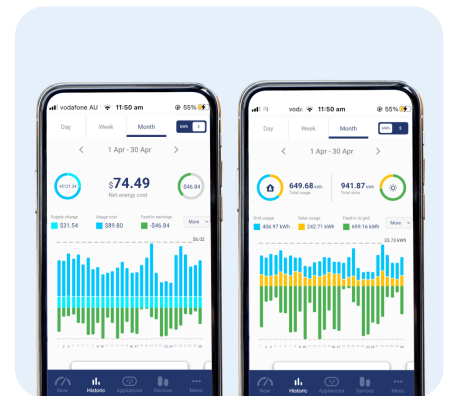 vodafone AU 11:50 am 55%
Day Week Month kWh $
1 Apr - 30 Apr
+$121.34 $74.49 -$46.84
Net energy cost
Supply charge Usage cost Feed-in earnings More
$31.54 $89.80 -$46.84
$6.02
Now Historic Appliances Devices Menu
voda 11:50 am 55%
Day Week Month kWh $
1 Apr - 30 Apr
649.68 kWh 941.87 kWh
Total usage Total solar
Grid usage Solar usage Feed in to grid More
406.97 kWh 242.71 kWh 699.16 kWh
33.73 kWh
Now Historic Appliances Devices Menu